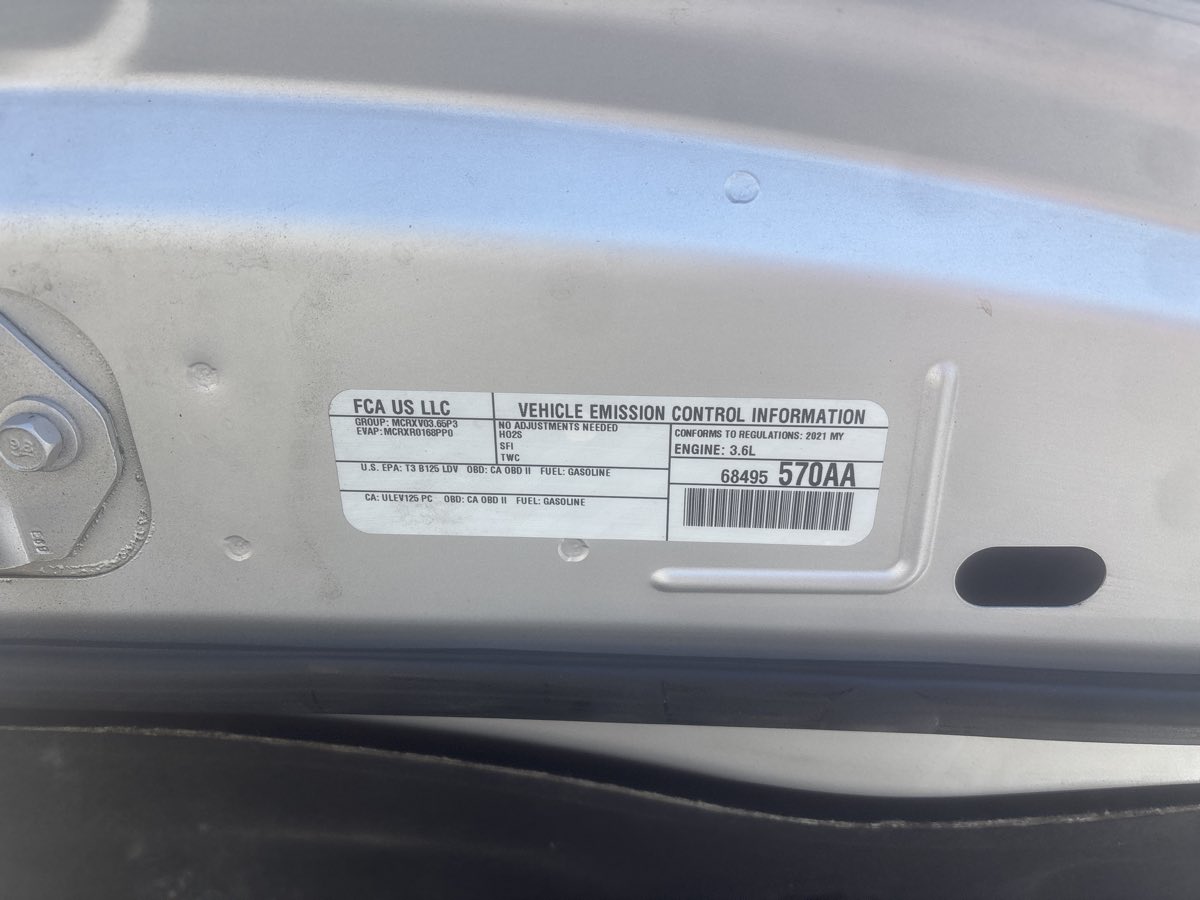 FCA US LLC
GROUP: MCRXV03.65P3
EVAP: MCRXR0168PP0
VEHICLE EMISSION CONTROL INFORMATION
NO ADJUSTMENTS NEEDED
HO2S
SFI
TWC
CONFORMS TO REGULATIONS: 2021 MY
ENGINE: 3.6L
U.S. EPA: T3 B125 LDV OBD: CA OBD II FUEL: GASOLINE
68495 570AA
CA: ULEV125 PC OBD: CA OBD II FUEL: GASOLINE